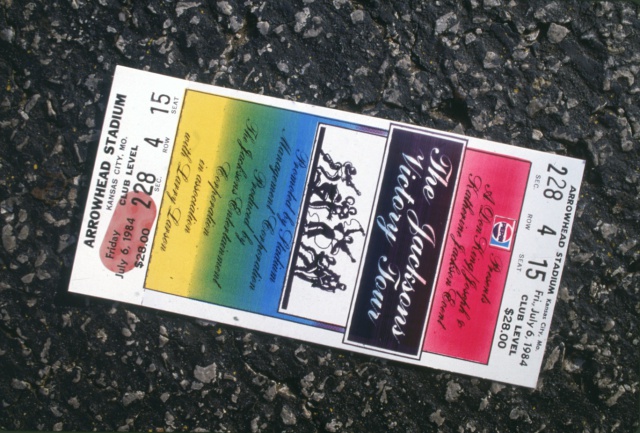 ARROWHEAD STADIUM
KANSAS CITY, MO.
CLUB LEVEL
228 4 15
SEC. ROW SEAT
Friday
July 6, 1984
$28.00
A Don King/Joseph &
Katherine Jackson Event
Presents
The Jacksons
Victory Tour
Promoted by Stadium
Management Corporation
Produced by
The Jacksons Entertainment
Corporation
in association
with Larry Larson
228 4 15
SEC. ROW SEAT
ARROWHEAD STADIUM Kansas City, Mo.
Fri., July 6, 1984
CLUB LEVEL
$28.00